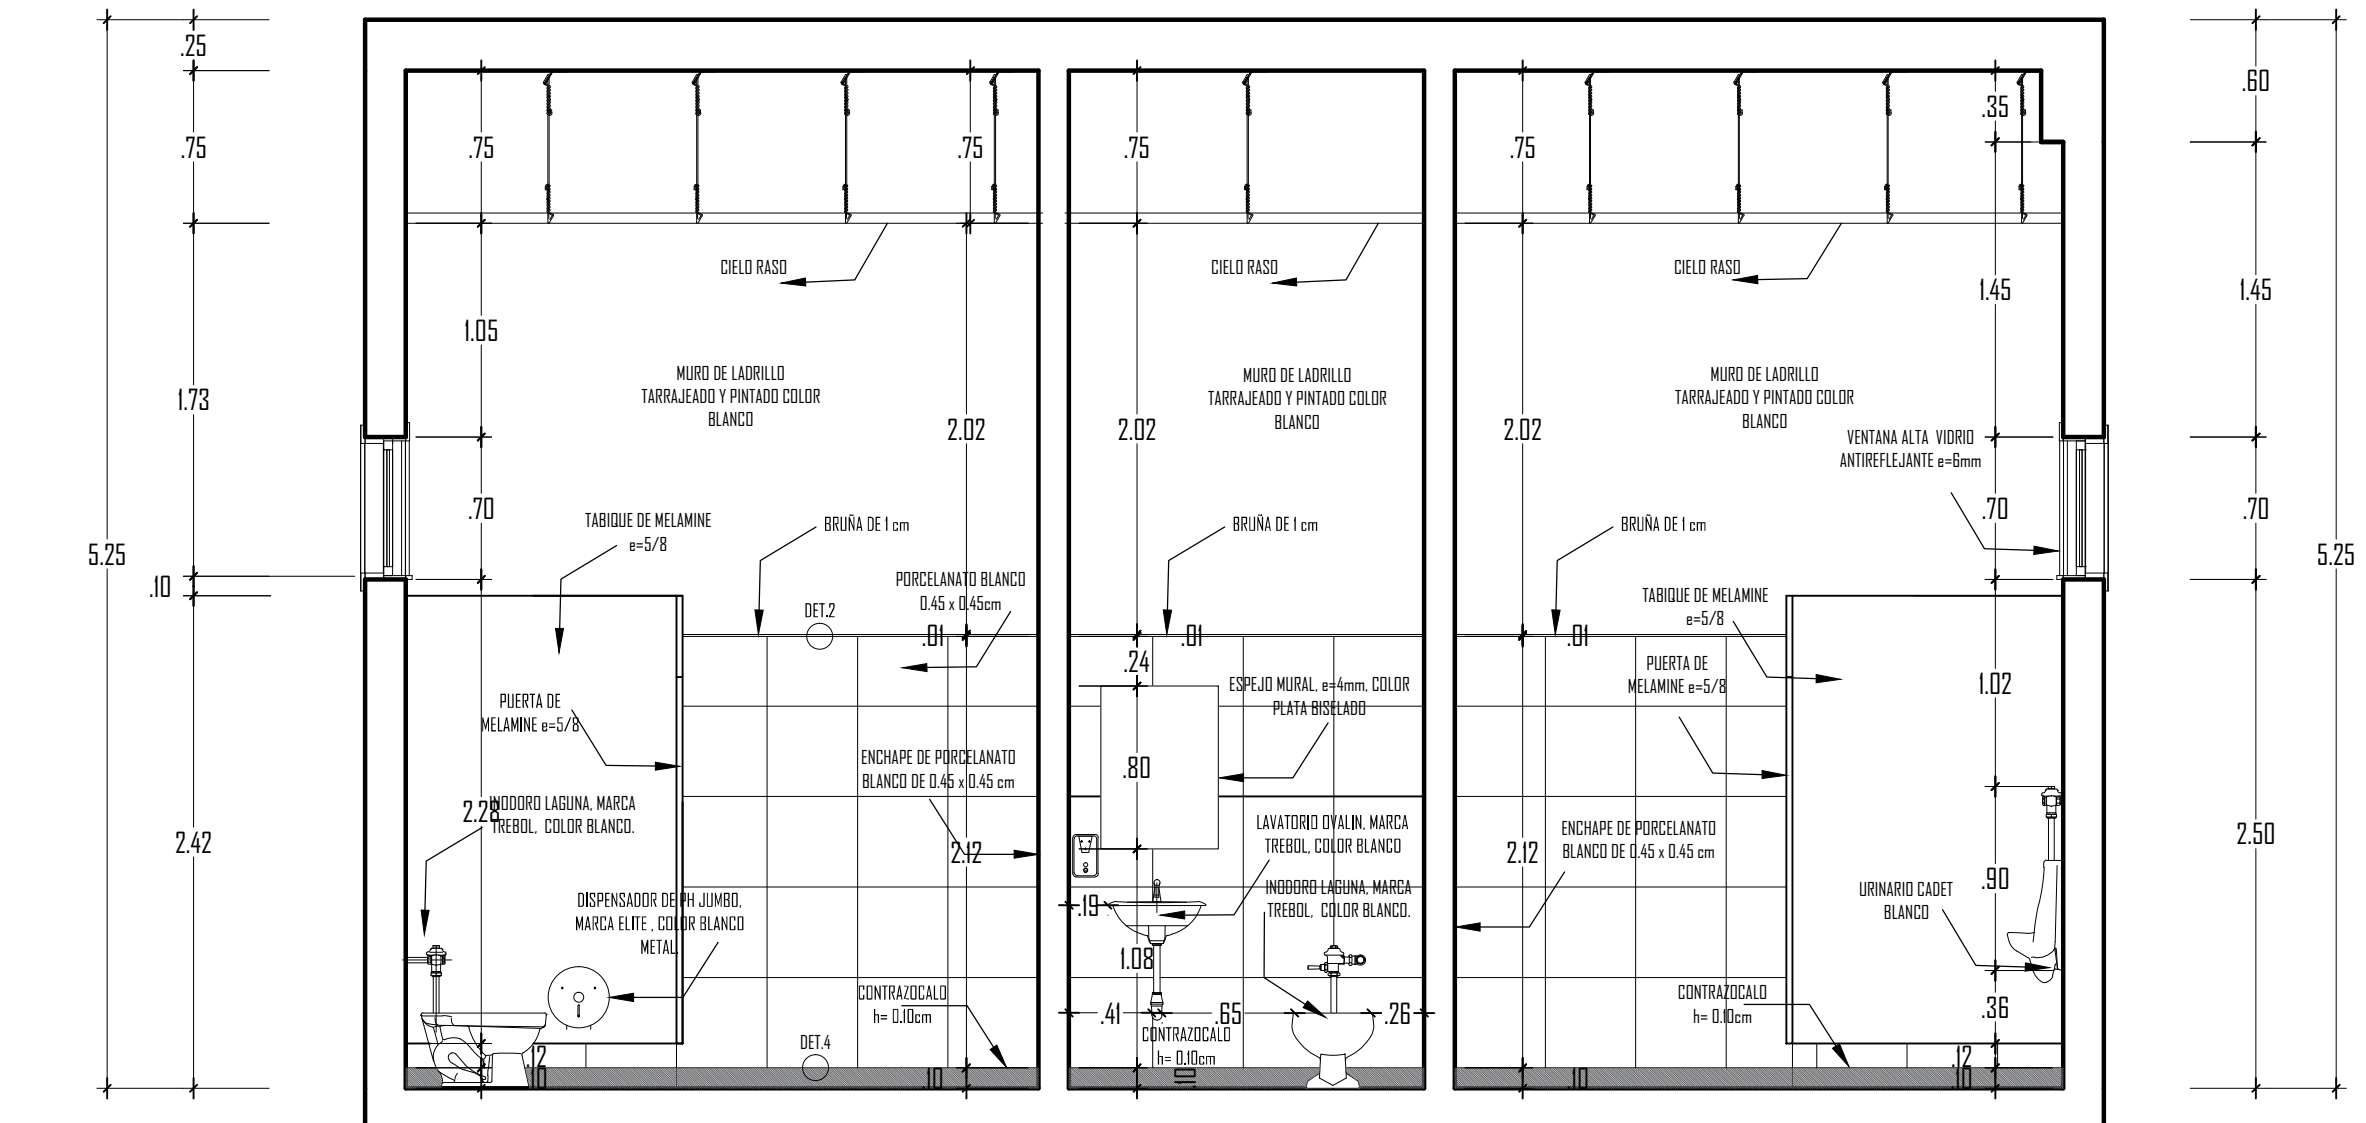 .25
.75
1.73
.10
2.42
5.25
.75
.75
.75
.75
.35
.60
CIELO RASO
CIELO RASO
CIELO RASO
1.05
1.45
1.45
MURO DE LADRILLO
TARRAJEADO Y PINTADO COLOR
BLANCO
MURO DE LADRILLO
TARRAJEADO Y PINTADO COLOR
BLANCO
MURO DE LADRILLO
TARRAJEADO Y PINTADO COLOR
BLANCO
2.02
2.02
2.02
VENTANA ALTA VIDRIO
ANTIREFLEJANTE e=6mm
.70
.70
.70
TABIQUE DE MELAMINE
e=5/8
BRUÑA DE 1 cm
BRUÑA DE 1 cm
BRUÑA DE 1 cm
5.25
PORCELANATO BLANCO
0.45 x 0.45cm
DET.2
TABIQUE DE MELAMINE
e=5/8
.01
.01
.01
.24
PUERTA DE
MELAMINE e=5/8
ESPEJO MURAL, e=4mm, COLOR
PLATA BISELADO
PUERTA DE
MELAMINE e=5/8
1.02
ENCHAPE DE PORCELANATO
BLANCO DE 0.45 x 0.45 cm
.80
2.28
INODORO LAGUNA, MARCA
TREBOL, COLOR BLANCO.
LAVATORIO OVALIN, MARCA
TREBOL, COLOR BLANCO
ENCHAPE DE PORCELANATO
BLANCO DE 0.45 x 0.45 cm
2.12
2.12
2.50
DISPENSADOR DE PH JUMBO,
MARCA ELITE , COLOR BLANCO
METAL.
.19
INODORO LAGUNA, MARCA
TREBOL, COLOR BLANCO.
URINARIO CADET
BLANCO
.90
1.08
CONTRAZOCALO
h= 0.10cm
.41
.65
.26
CONTRAZOCALO
h= 0.10cm
CONTRAZOCALO
h= 0.10cm
.36
DET.4
.12
.10
.10
.10
.10
.12
.10